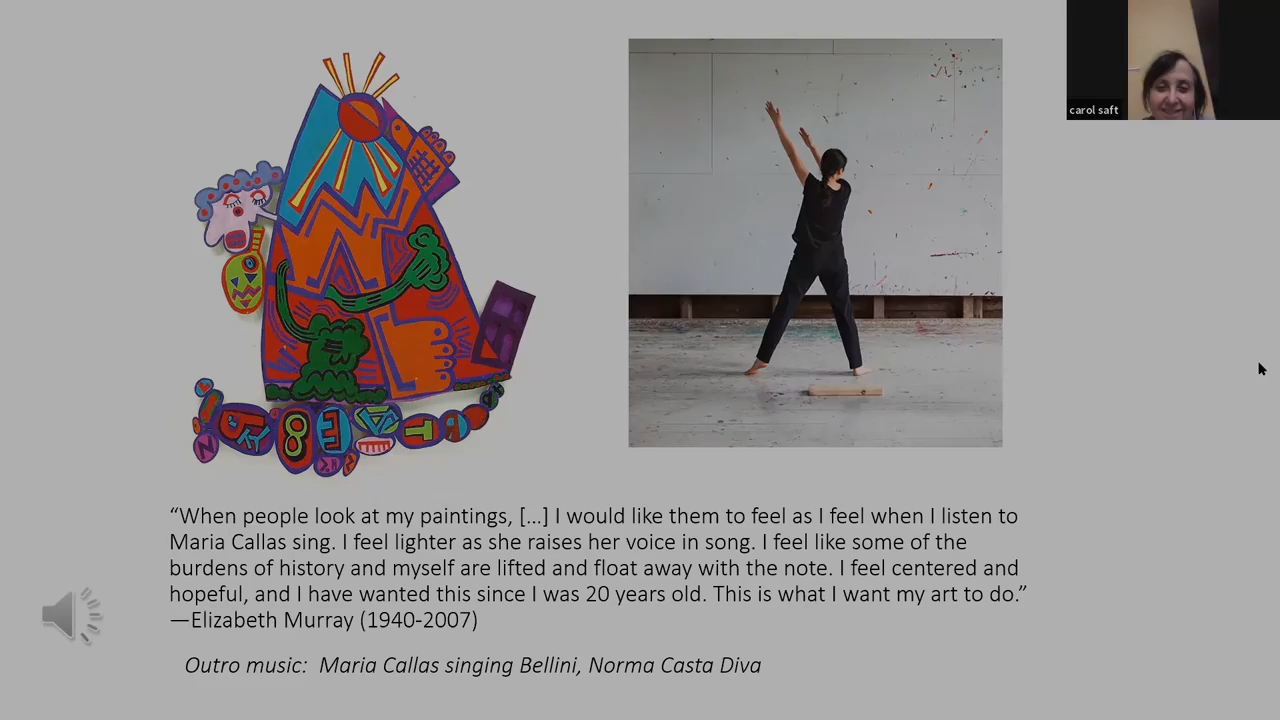 carol saft
“When people look at my paintings, […] I would like them to feel as I feel when I listen to
Maria Callas sing. I feel lighter as she raises her voice in song. I feel like some of the
burdens of history and myself are lifted and float away with the note. I feel centered and
hopeful, and I have wanted this since I was 20 years old. This is what I want my art to do.”
—Elizabeth Murray (1940-2007)
Outro music:  Maria Callas singing Bellini, Norma Casta Diva